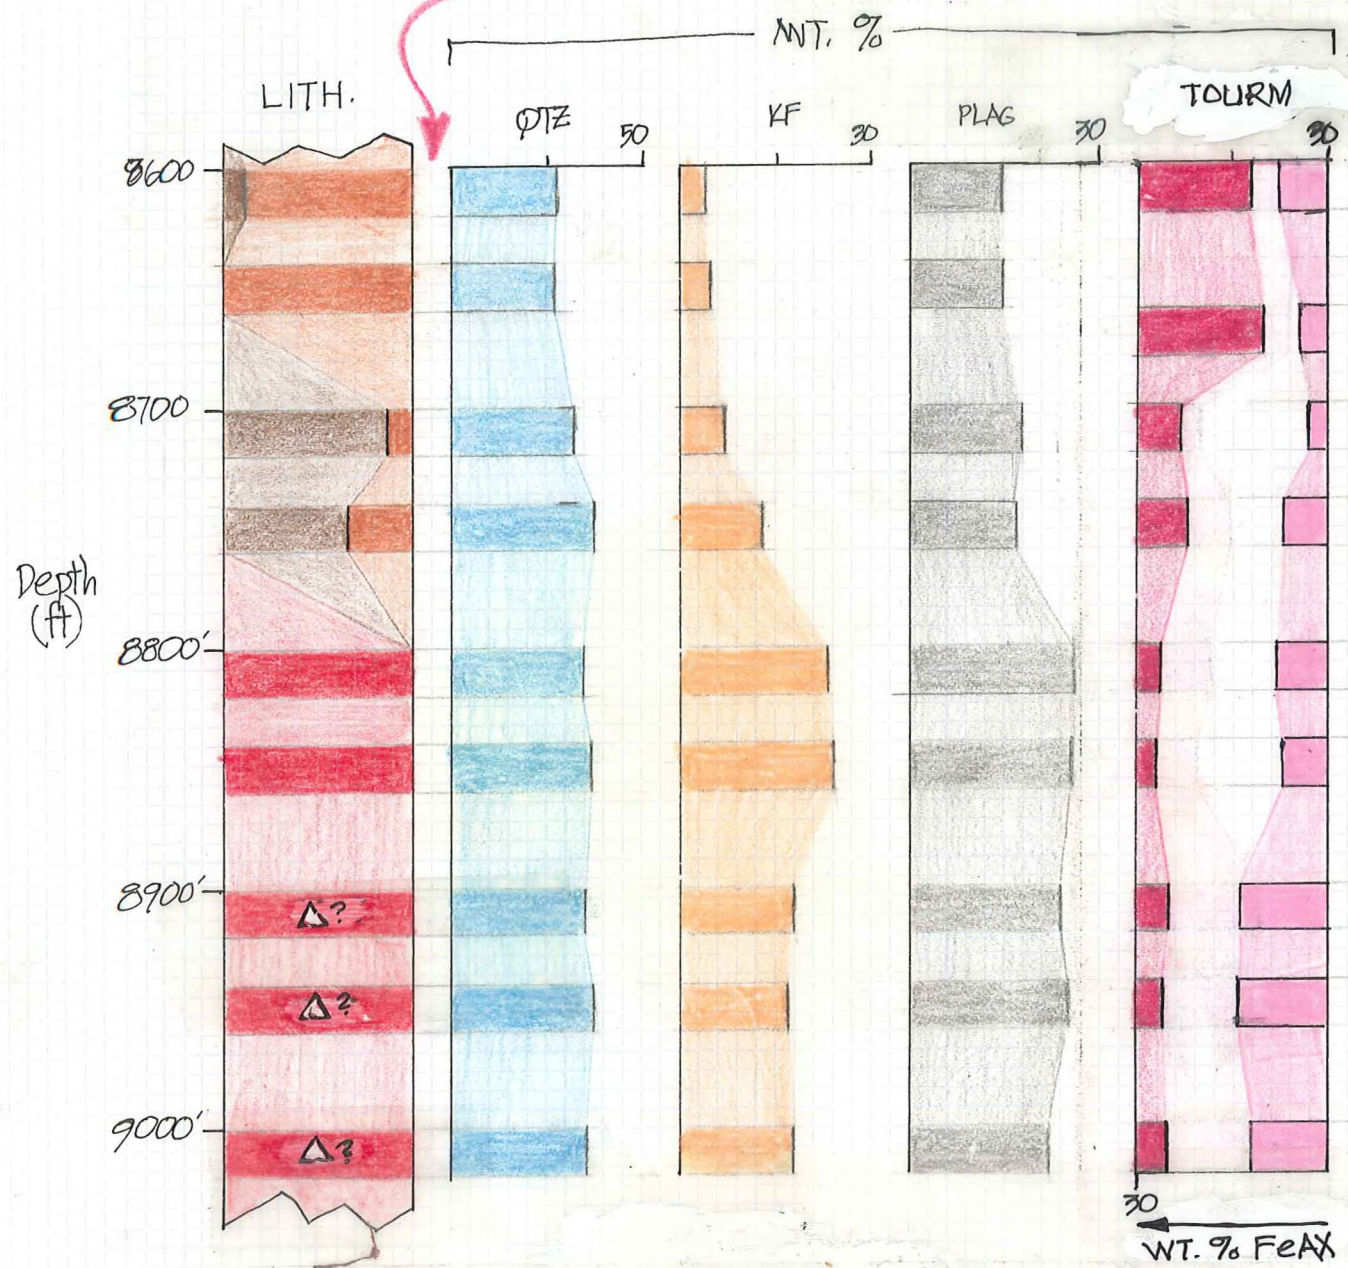 WT. %
LITH.
QTZ 50
KF 30
PLAG 30
TOURM 30
8600
8700
Depth
(ft)
8800'
8900'
△?
△?
9000'
△?
30
WT. % FeAX